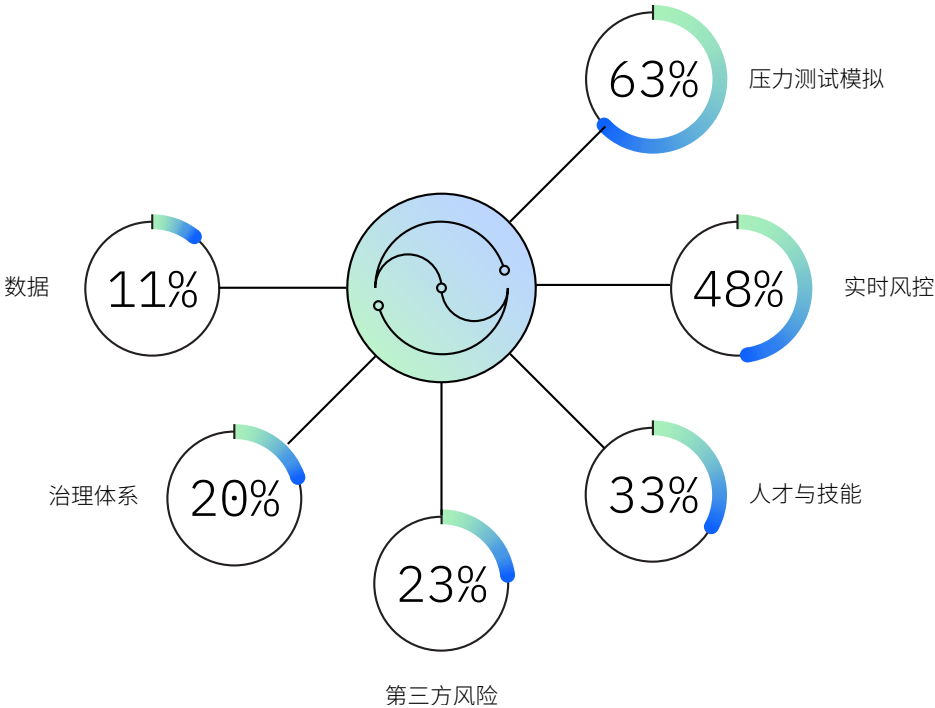 63%
压力测试模拟
11%
数据
48%
实时风控
20%
治理体系
33%
人才与技能
23%
第三方风险